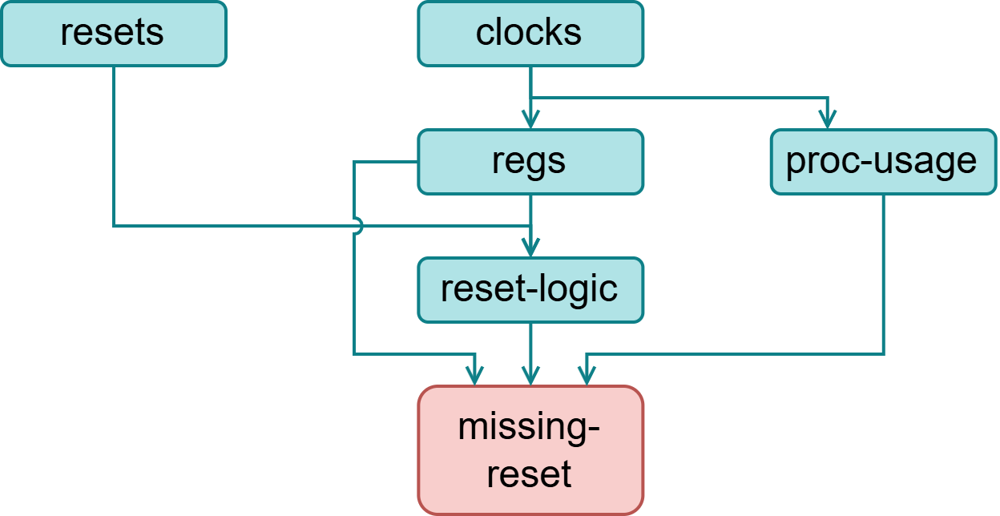 resets
clocks
regs
proc-usage
reset-logic
missing-
reset